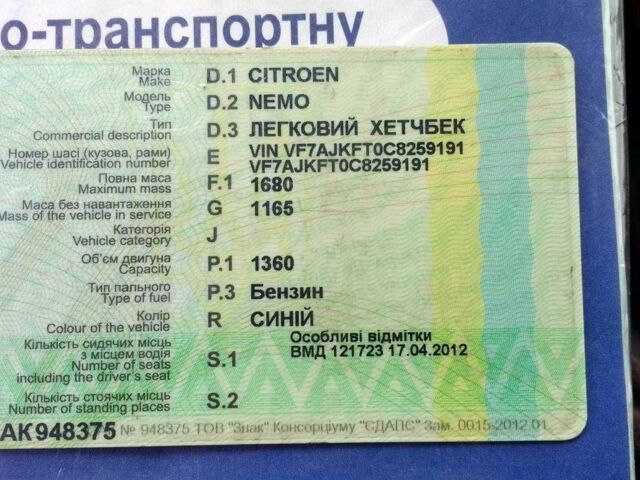 о-транспортну
Марка D.1 CITROEN
Make
Модель D.2 NEMO
Type
Тип D.3 ЛЕГКОВИЙ ХЕТЧБЕК
Commercial description
Номер шасі (кузова, рами) E VIN VF7AJKFT0C8259191
Vehicle identification number VF7AJKFT0C8259191
Повна маса F.1 1680
Maximum mass
Маса без навантаження G 1165
Mass of the vehicle in service
Категорія J
Vehicle category
Об'єм двигуна P.1 1360
Capacity
Тип пального P.3 Бензин
Type of fuel
Колір R СИНІЙ
Colour of the vehicle
Кількість сидячих місць Особливі відмітки
з місцем водія S.1 ВМД 121723 17.04.2012
Number of seats
including the driver's seat
Кількість стоячих місць S.2
Number of standing places
АК 948375 № 948375 ТОВ "Знак" Консорціуму "ЄДАПС" Зам. 0015-2012.01